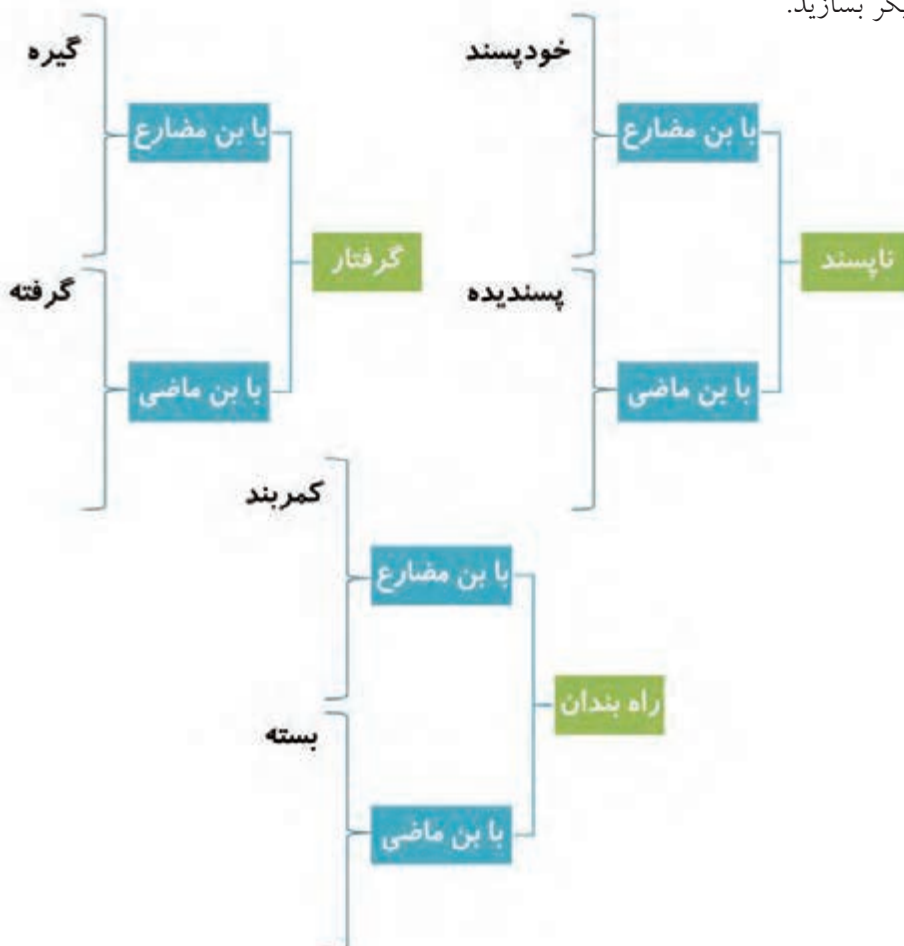 بسازید.
خودپسند
با بن مضارع
ناپسند
پسندیده
با بن ماضی
گیره
با بن مضارع
گرفتار
گرفته
با بن ماضی
کمربند
با بن مضارع
راه بندان
بسته
با بن ماضی